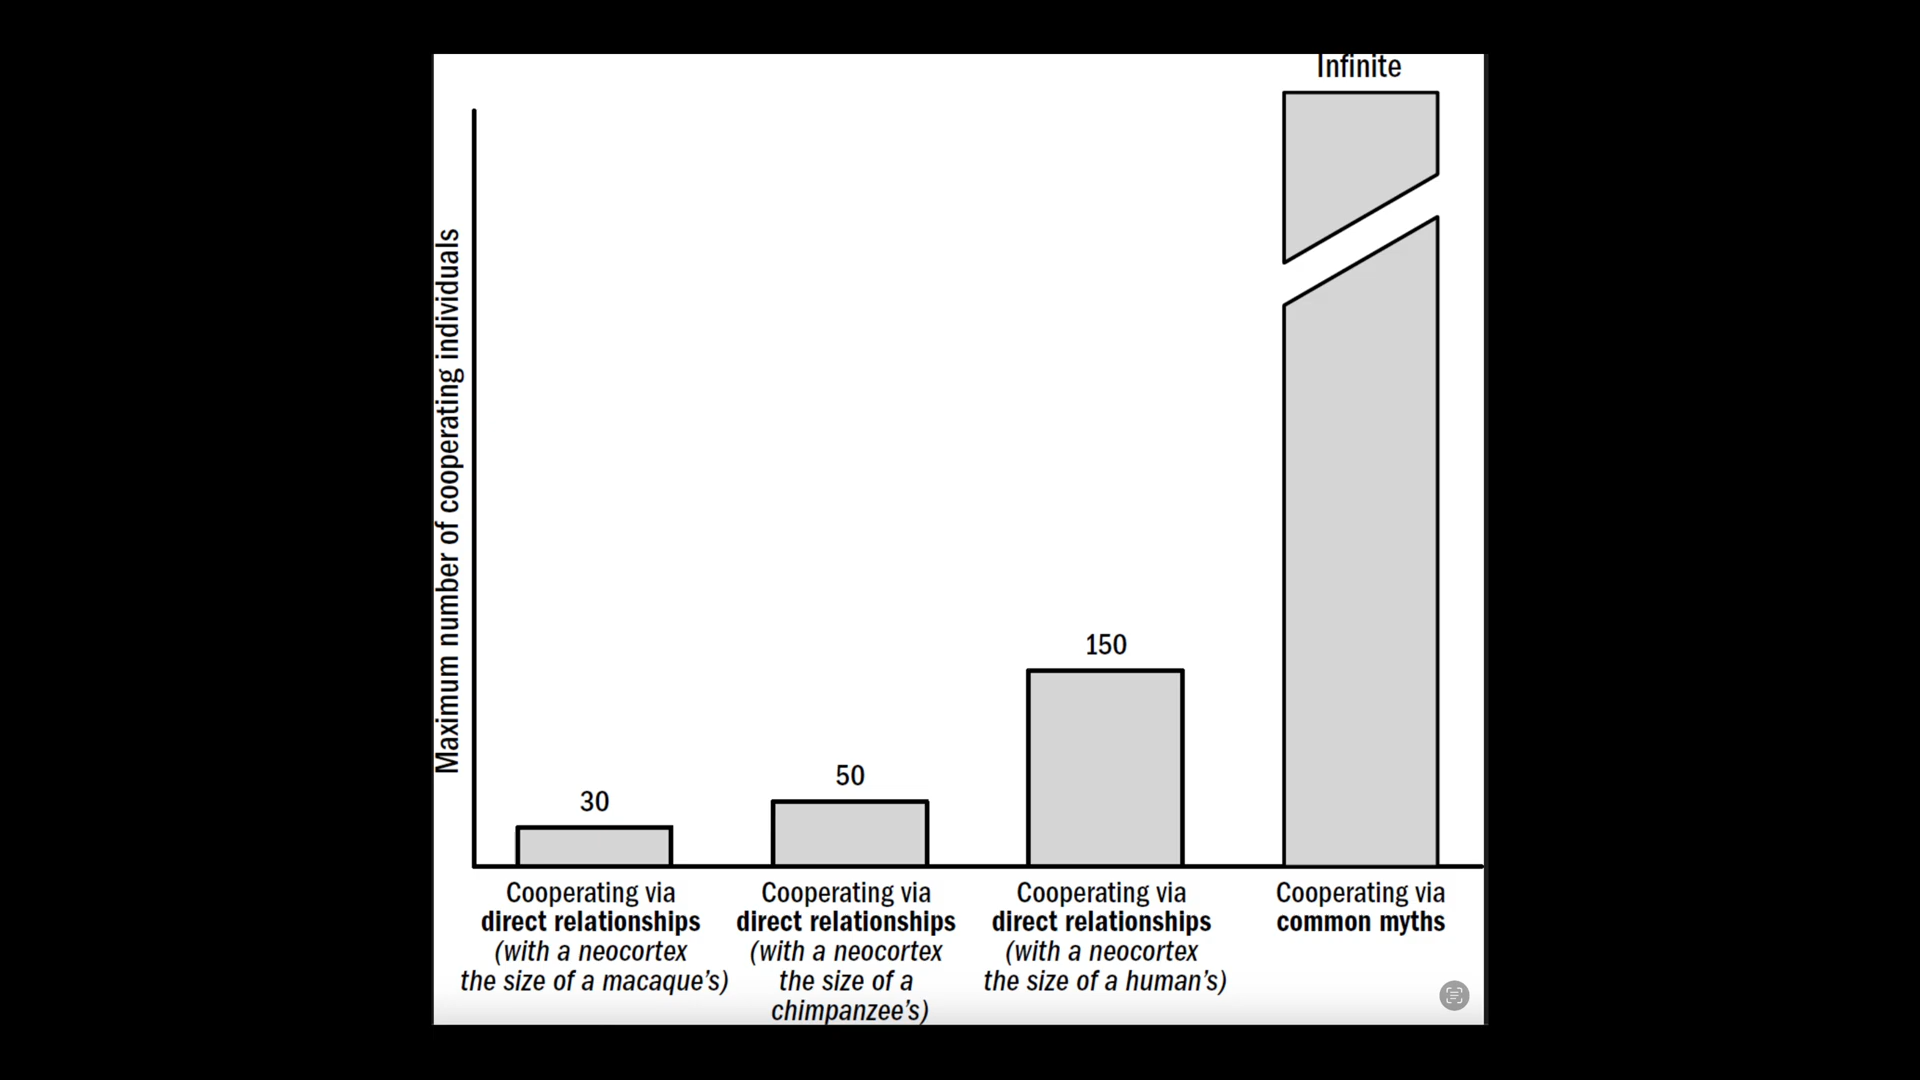 Infinite
Maximum number of cooperating individuals
150
50
30
Cooperating via
direct relationships
(with a neocortex
the size of a macaque's)
Cooperating via
direct relationships
(with a neocortex
the size of a
chimpanzee's)
Cooperating via
direct relationships
(with a neocortex
the size of a human's)
Cooperating via
common myths